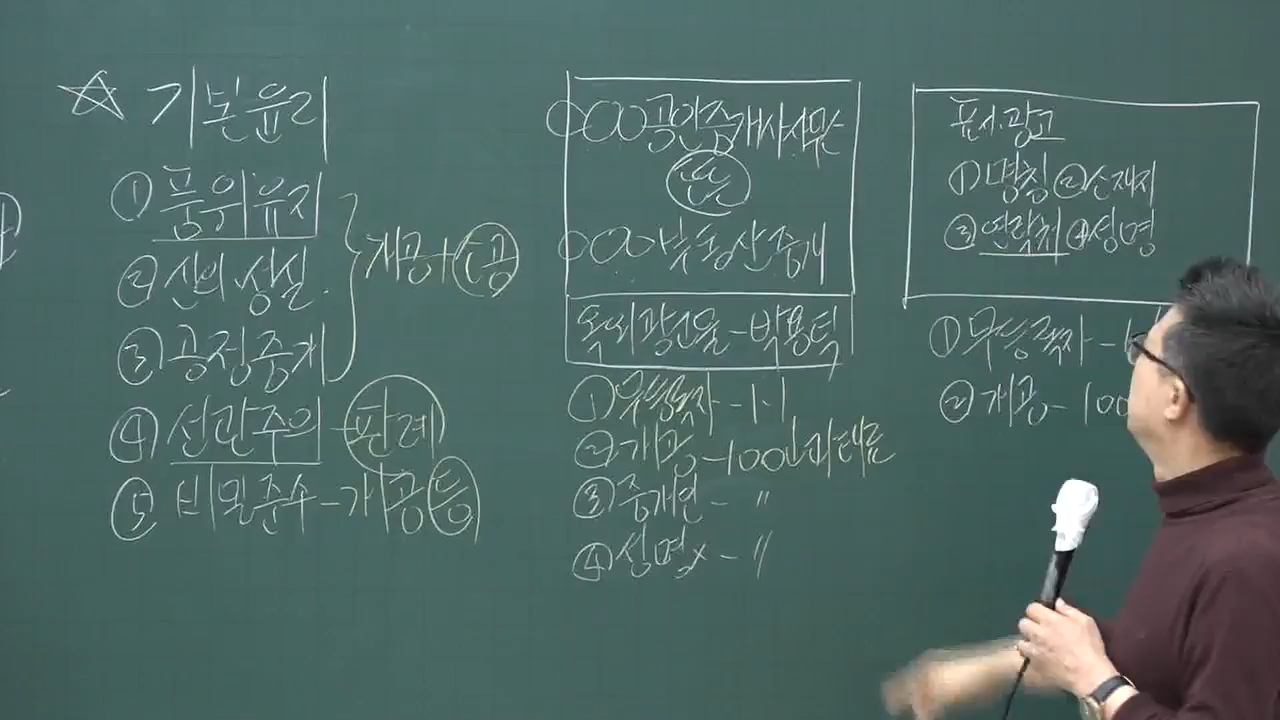 ☆ 기본윤리
① 품위유지
② 신의성실.
③ 공정중개
개공+소공
④ 선관주의 - 판례
⑤ 비밀준수 - 개공등
○○○공인중개사사무소
또는
○○○부동산중개
옥외광고물-박용덕
① 무등록자 - 1-1
② 개공 - 100만과태료
③ 중개인 - 〃
④ 성명x - 〃
표시.광고
①명칭 ②소재지
③연락처 ④성명
① 무등록자 - 1
② 개공 - 100